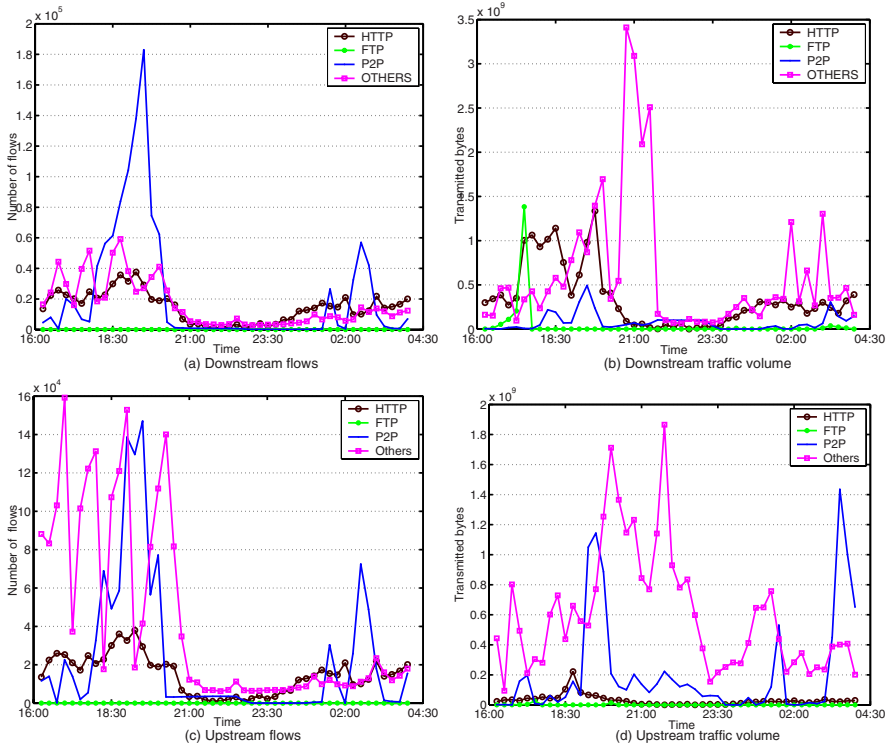 x 10^5
2
1.8
1.6
1.4
1.2
1
0.8
0.6
0.4
0.2
0
Number of flows
HTTP
FTP
P2P
OTHERS
16:00 18:30 21:00 23:30 02:00 04:30
Time
(a) Downstream flows
x 10^9
3.5
3
2.5
2
1.5
1
0.5
0
Transmitted bytes
HTTP
FTP
P2P
OTHERS
16:00 18:30 21:00 23:30 02:00 04:30
Time
(b) Downstream traffic volume
x 10^4
16
14
12
10
8
6
4
2
0
Number of flows
HTTP
FTP
P2P
Others
16:00 18:30 21:00 23:30 02:00 04:30
Time
(c) Upstream flows
x 10^9
2
1.8
1.6
1.4
1.2
1
0.8
0.6
0.4
0.2
0
Transmitted bytes
HTTP
FTP
P2P
Others
16:00 18:30 21:00 23:30 02:00 04:30
Time
(d) Upstream traffic volume